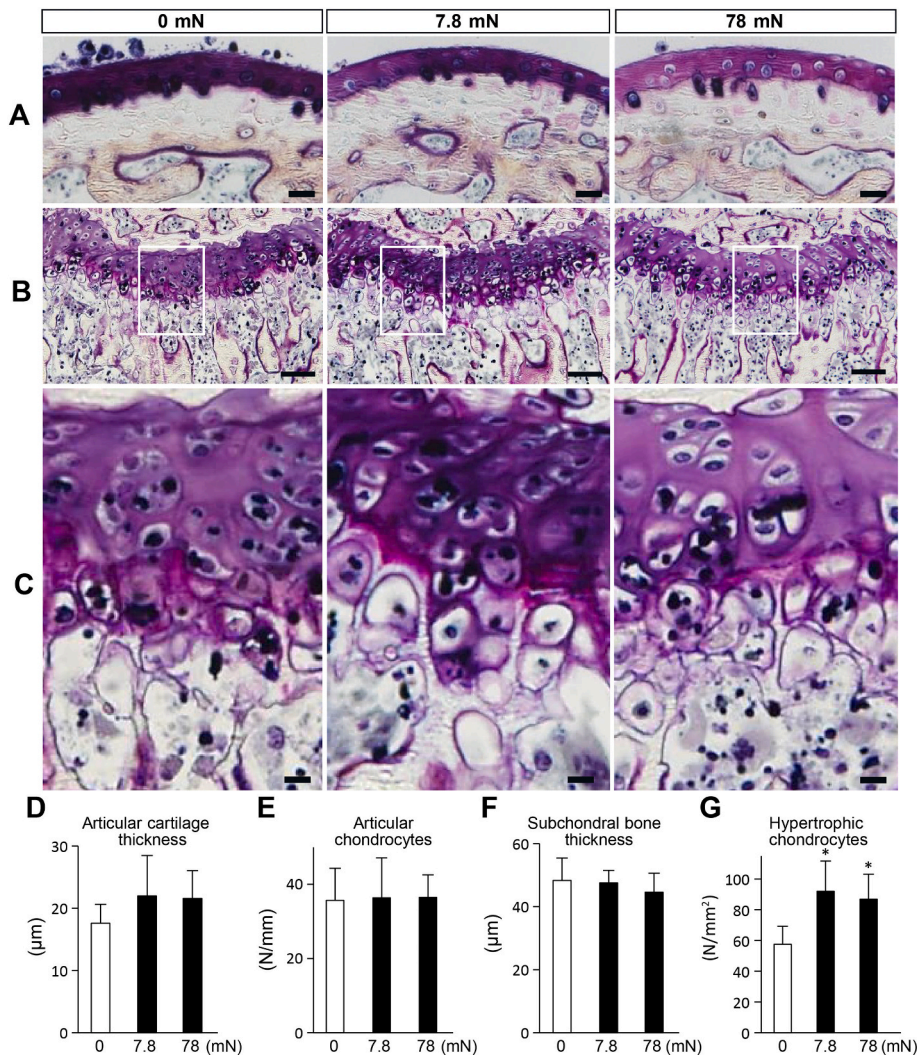 0 mN 7.8 mN 78 mN
A
B
C
D E F G
Articular cartilage
thickness
Articular
chondrocytes
Subchondral bone
thickness
Hypertrophic
chondrocytes
30
20
10
0
(μm)
0 7.8 78 (mN)
40
20
0
(N/mm)
0 7.8 78 (mN)
60
40
20
0
(μm)
0 7.8 78 (mN)
100
80
60
40
20
0
(N/mm²)
* *
0 7.8 78 (mN)